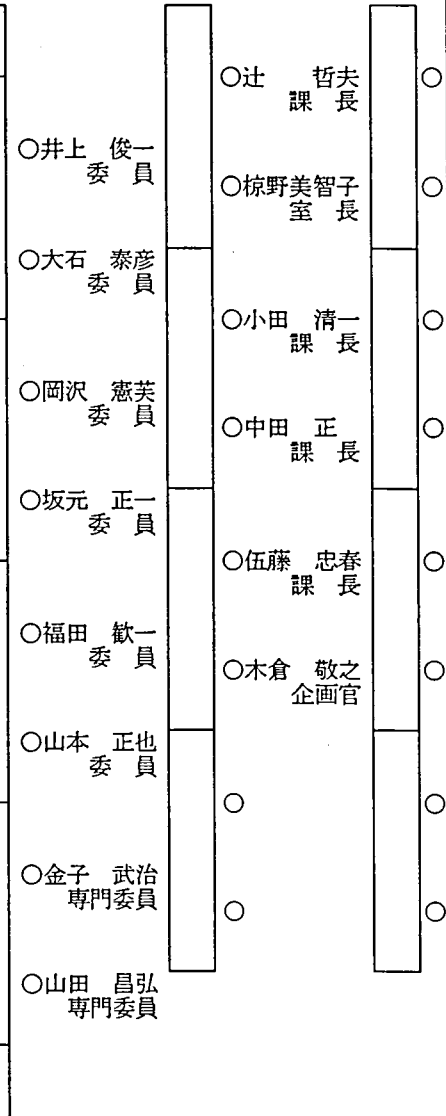 ○井上 俊一
委 員
○大石 泰彦
委 員
○岡沢 憲芙
委 員
○坂元 正一
委 員
○福田 歓一
委 員
○山本 正也
委 員
○金子 武治
専門委員
○山田 昌弘
専門委員
○辻 哲夫
課 長
○椋野美智子
室 長
○小田 清一
課 長
○中田 正
課 長
○伍藤 忠春
課 長
○木倉 敬之
企画官
○
○
○
○
○
○
○
○
○
○